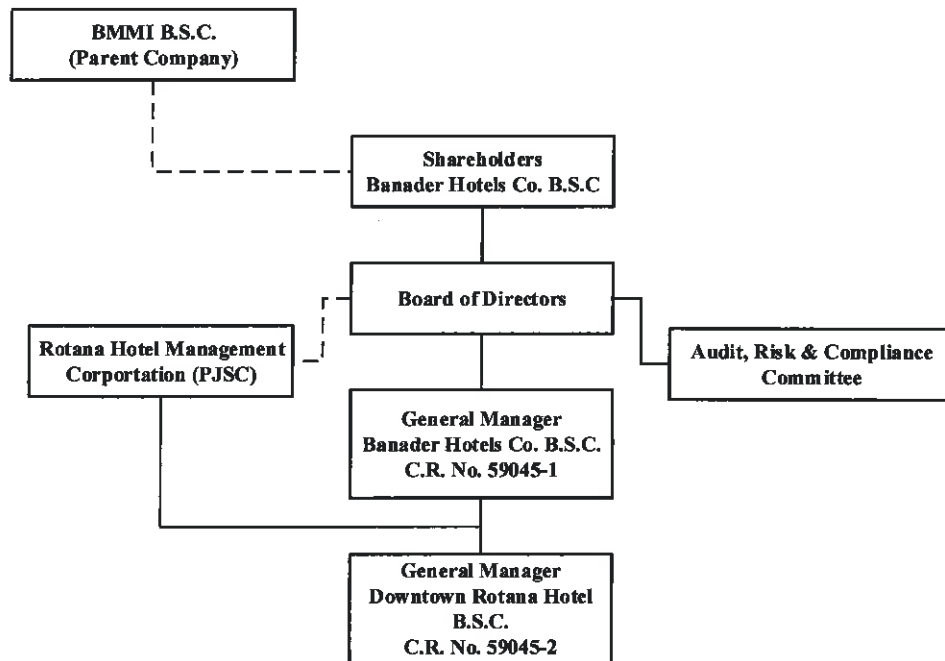 BMMI B.S.C.
(Parent Company)
Shareholders
Banader Hotels Co. B.S.C
Board of Directors
Rotana Hotel Management
Corportation (PJSC)
Audit, Risk & Compliance
Committee
General Manager
Banader Hotels Co. B.S.C.
C.R. No. 59045-1
General Manager
Downtown Rotana Hotel
B.S.C.
C.R. No. 59045-2